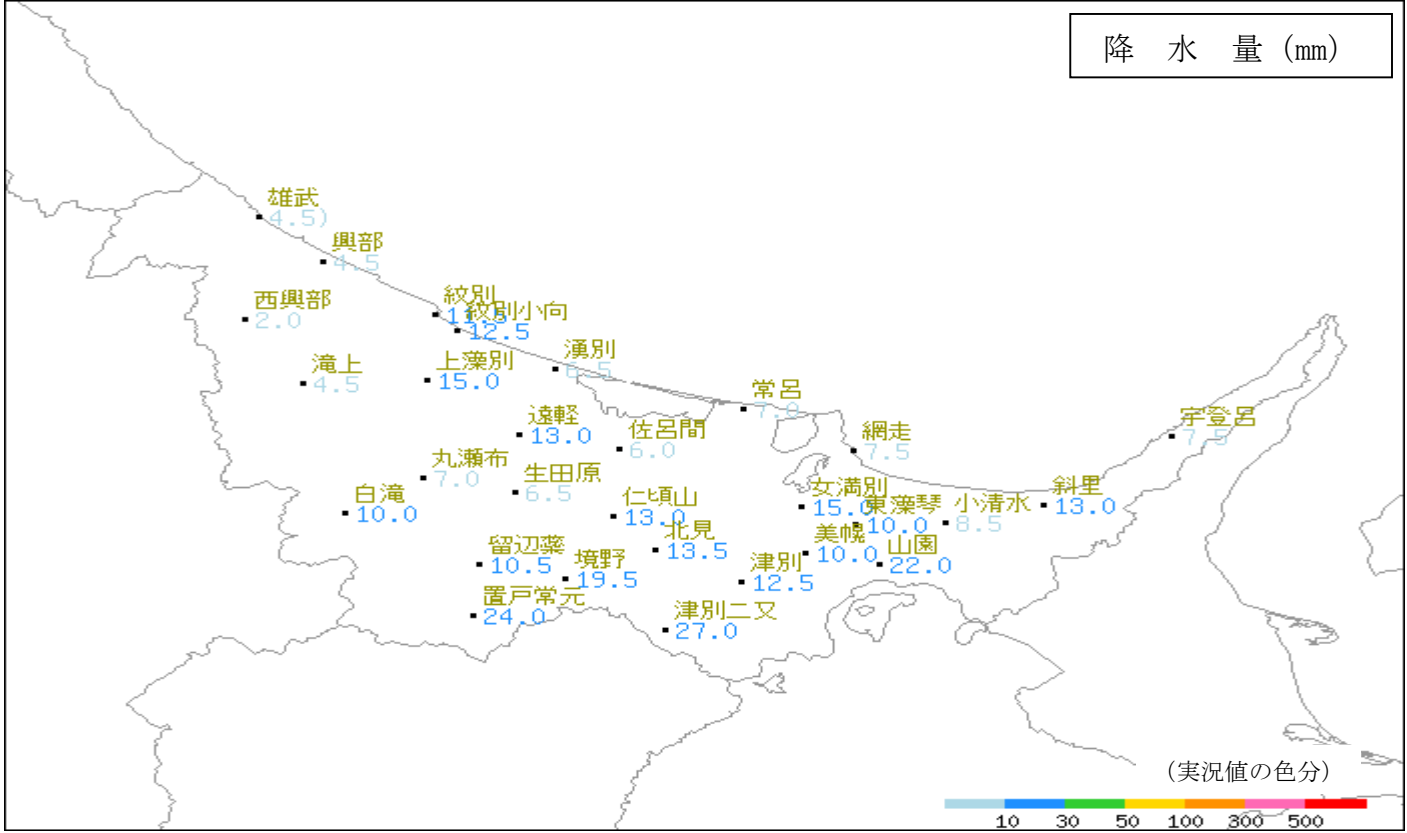 降 水 量 (mm)
雄武
4.5)
興部
4.5
西興部
2.0
紋別
11.5
紋別小向
12.5
滝上
4.5
上藻別
15.0
湧別
6.5
常呂
7.0
宇登呂
7.5
遠軽
13.0
佐呂間
6.0
網走
7.5
丸瀬布
7.0
生田原
6.5
白滝
10.0
仁頃山
13.0
女満別
15.0
東藻琴
10.0
小清水
8.5
斜里
13.0
北見
13.5
美幌
10.0
山園
22.0
留辺蘂
10.5
境野
19.5
津別
12.5
置戸常元
24.0
津別二又
27.0
(実況値の色分)
10 30 50 100 300 500